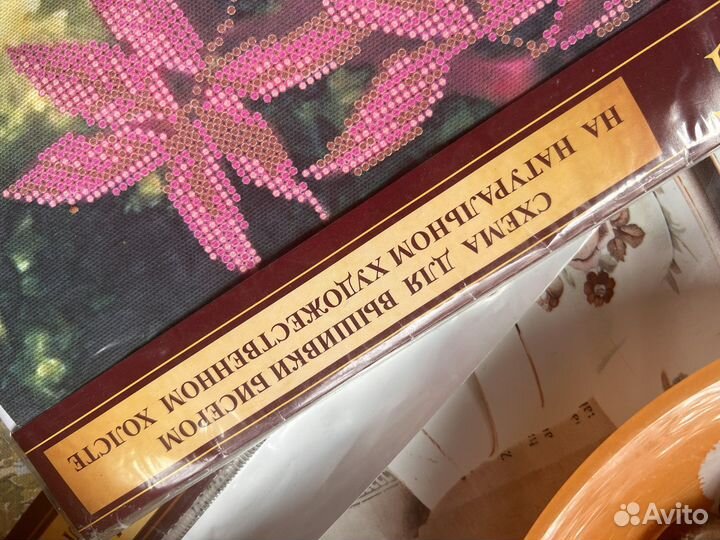 СХЕМА ДЛЯ ВЫШИВКИ БИСЕРОМ
НА НАТУРАЛЬНОМ ХУДОЖЕСТВЕННОМ ХОЛСТЕ
Avito